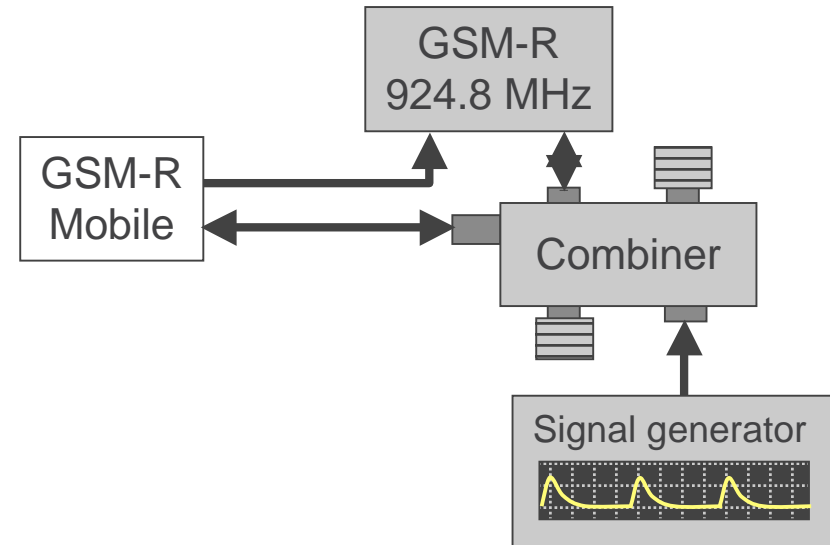 GSM-R
924.8 MHz
GSM-R
Mobile
Combiner
Signal generator